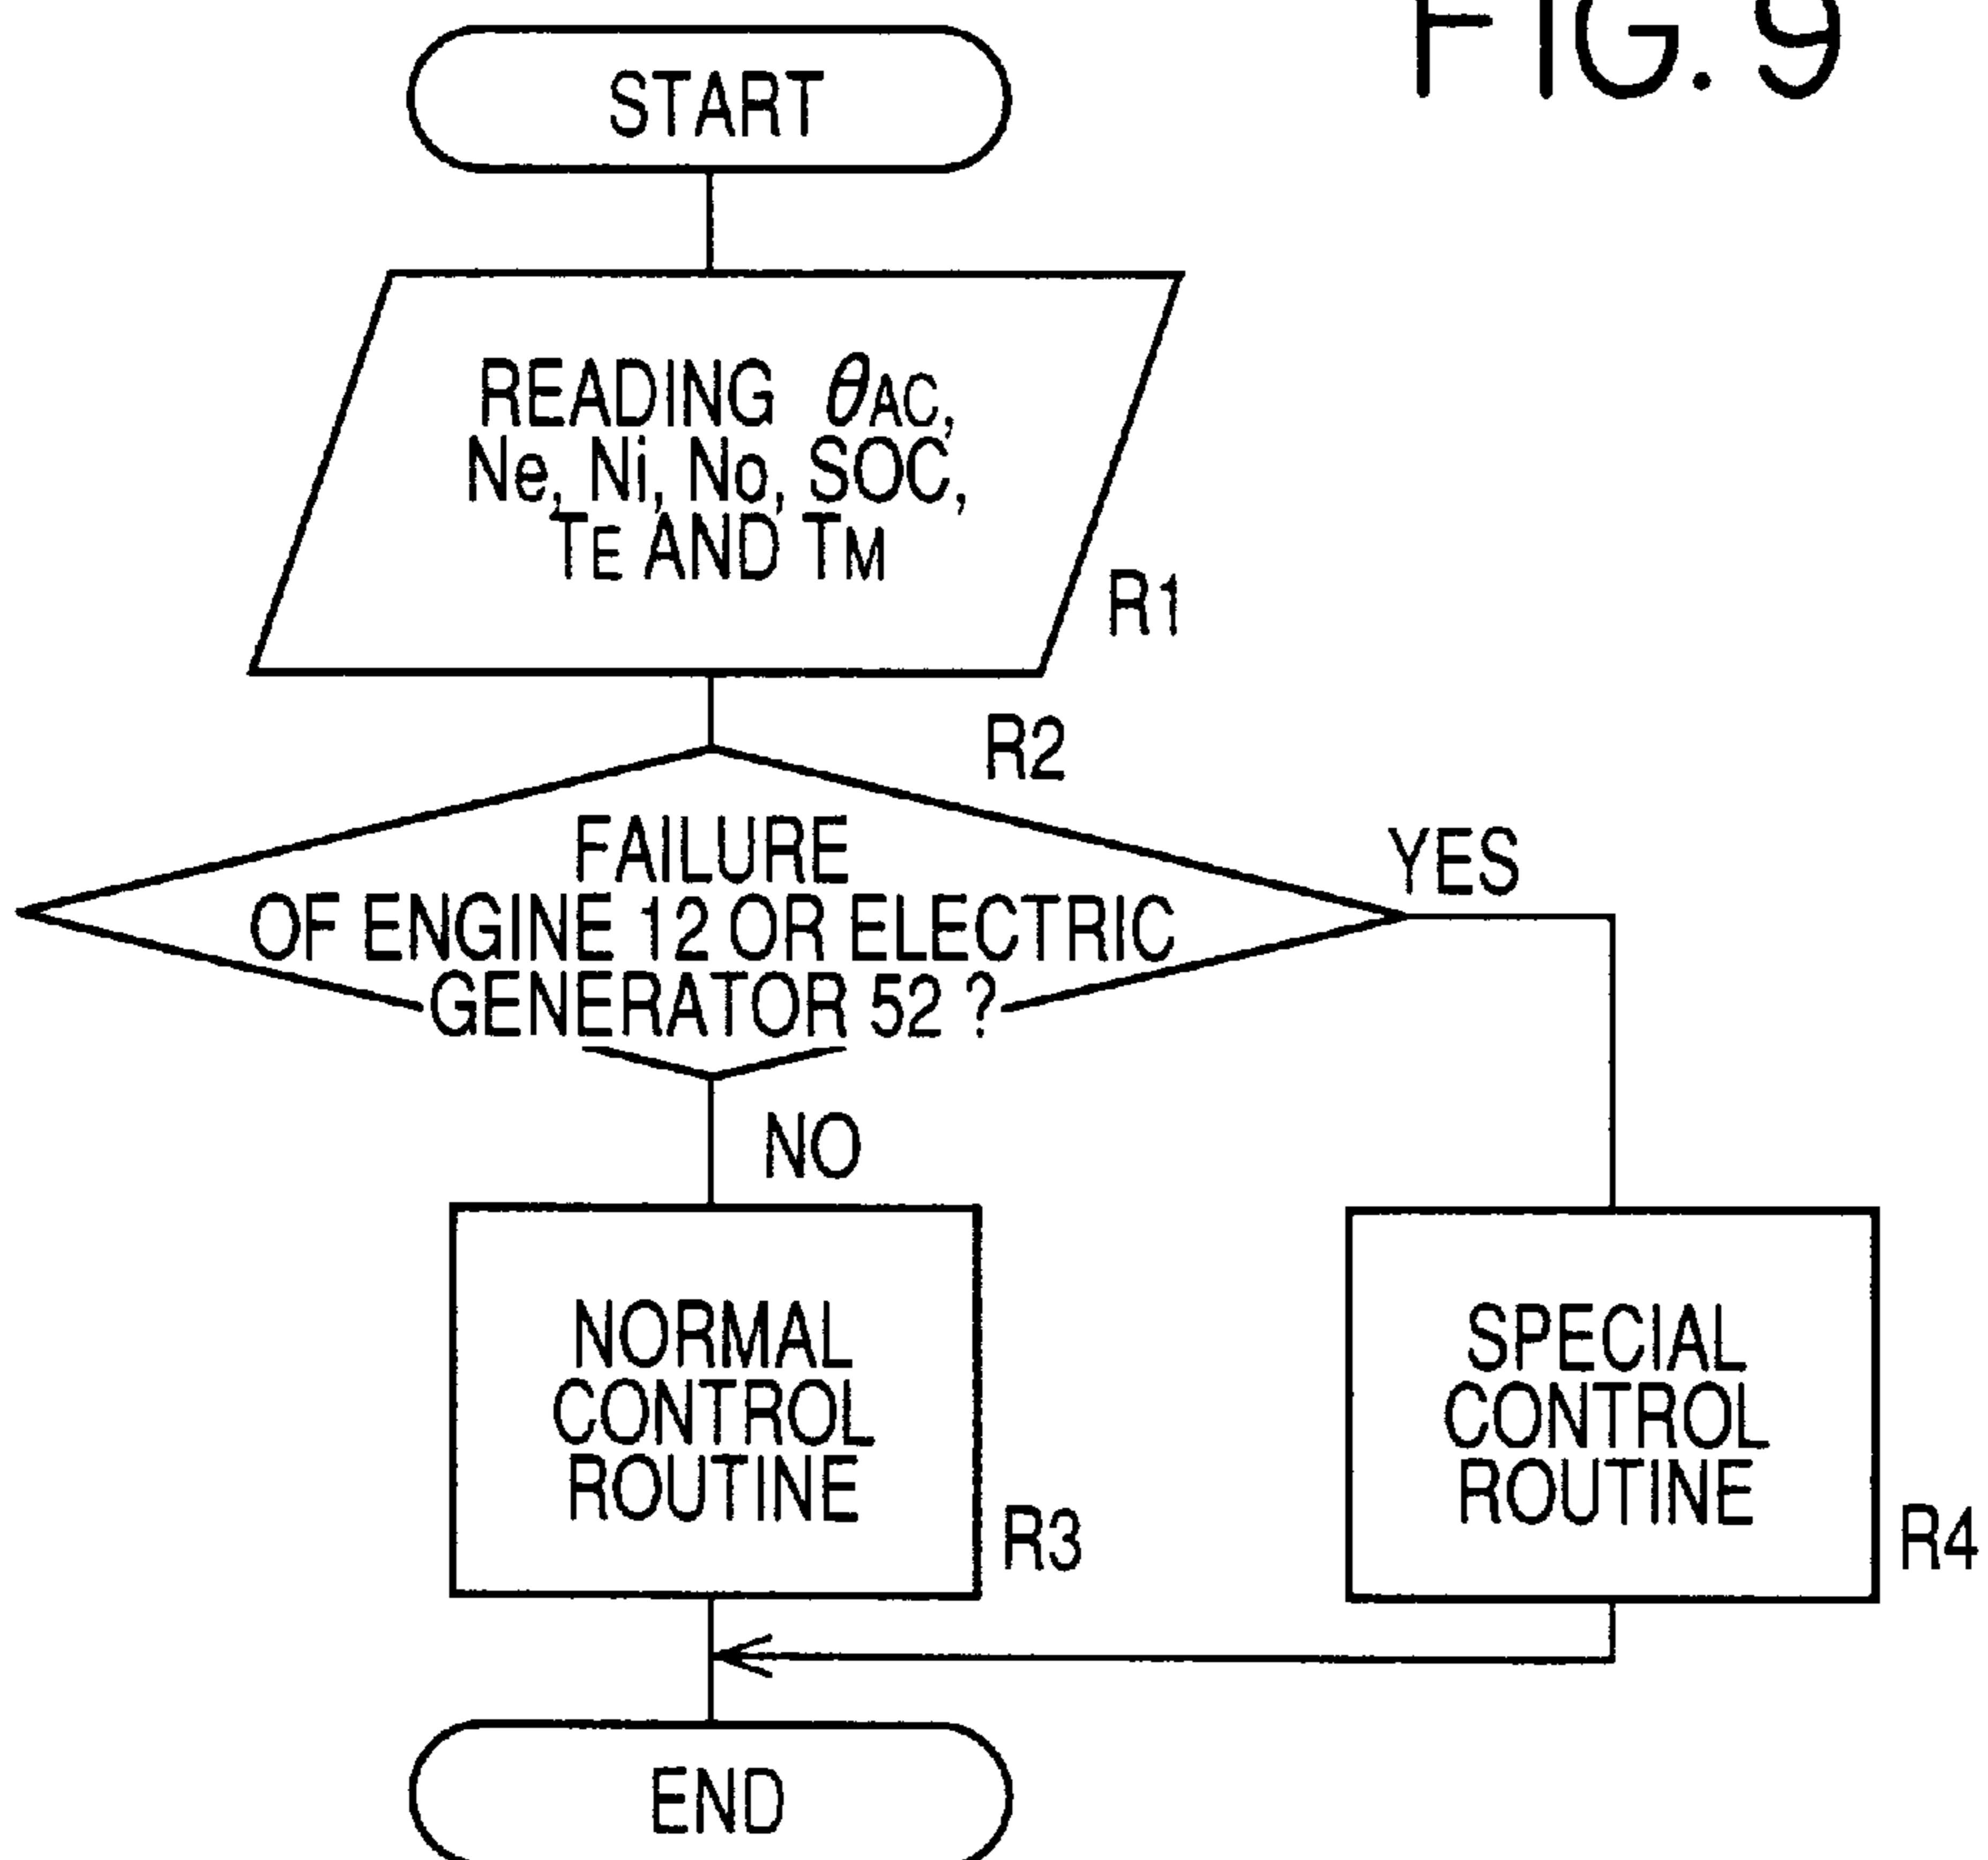 FIG. 9
START
READING θAC,
Ne, Ni, No, SOC,
TE AND TM
R1
R2
FAILURE
OF ENGINE 12 OR ELECTRIC
GENERATOR 52 ?
YES
NO
NORMAL
CONTROL
ROUTINE
R3
SPECIAL
CONTROL
ROUTINE
R4
END